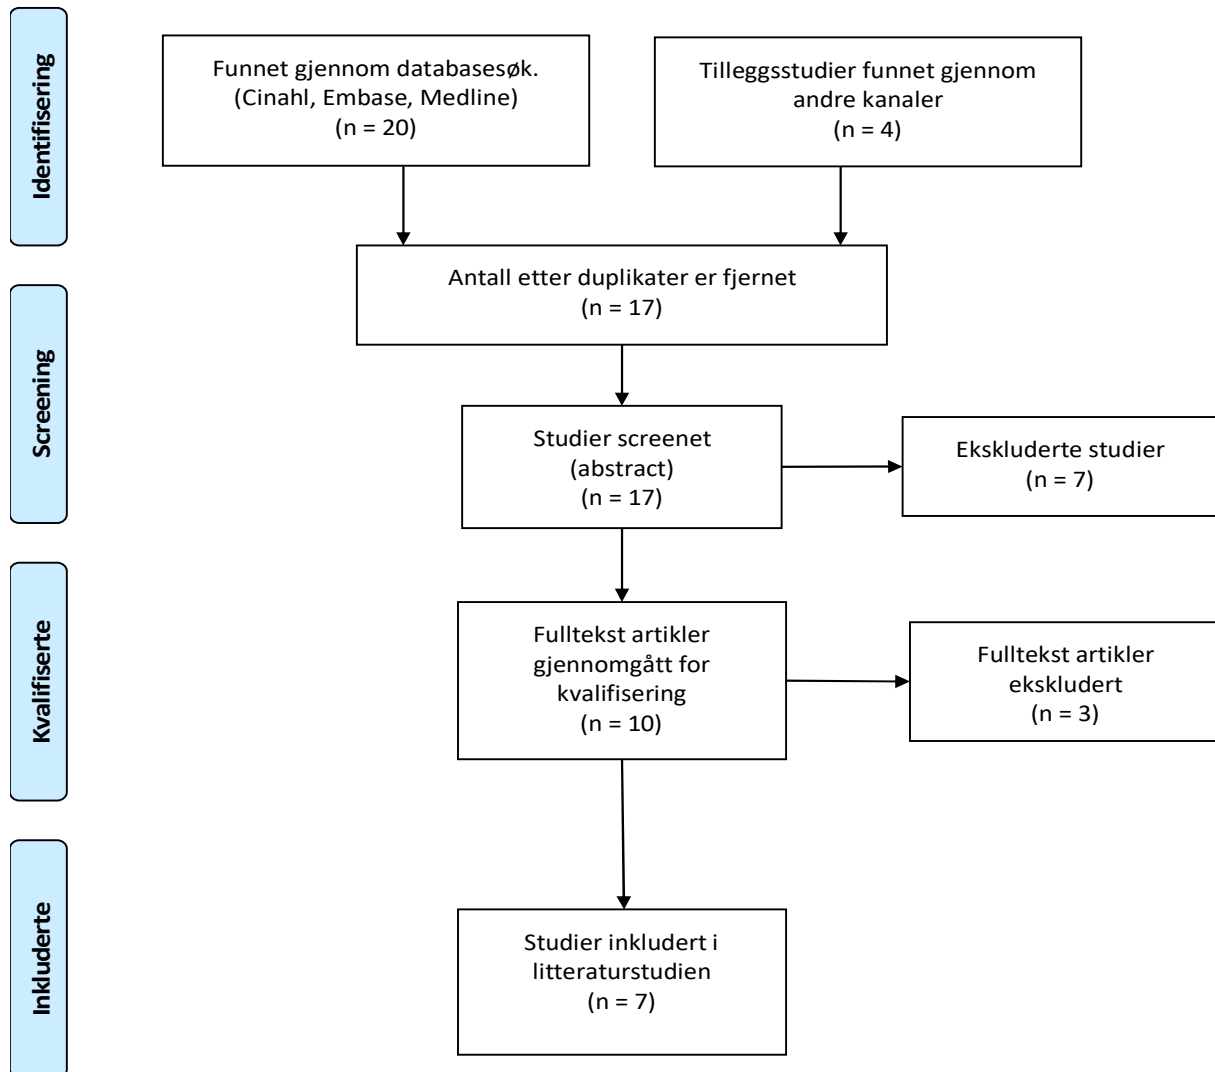 Identifisering
Funnet gjennom databasesøk.
(Cinahl, Embase, Medline)
(n = 20)
Tilleggsstudier funnet gjennom
andre kanaler
(n = 4)
Antall etter duplikater er fjernet
(n = 17)
Screening
Studier screenet
(abstract)
(n = 17)
Ekskluderte studier
(n = 7)
Kvalifiserte
Fulltekst artikler
gjennomgått for
kvalifisering
(n = 10)
Fulltekst artikler
ekskludert
(n = 3)
Inkluderte
Studier inkludert i
litteraturstudien
(n = 7)